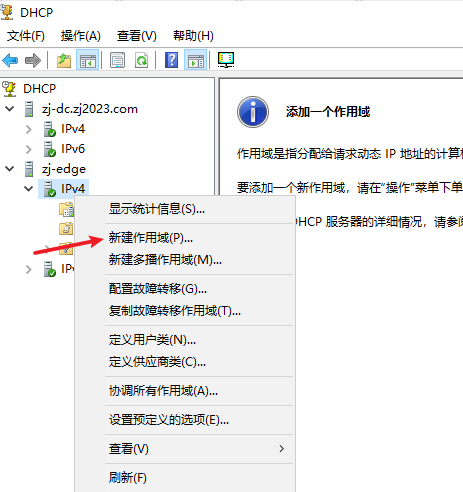 DHCP
文件(F) 操作(A) 查看(V) 帮助(H)
DHCP
zj-dc.zj2023.com
IPv4
IPv6
zj-edge
IPv4
添加一个作用域
作用域是指分配给请求动态 IP 地址的计算机
要添加一个新作用域，请在“操作”菜单下单
DHCP 服务器的详细情况，请参阅
显示统计信息(S)...
新建作用域(P)...
新建多播作用域(M)...
配置故障转移(G)...
复制故障转移作用域(T)...
定义用户类(N)...
定义供应商类(C)...
协调所有作用域(A)...
设置预定义的选项(E)...
查看(V)
刷新(F)